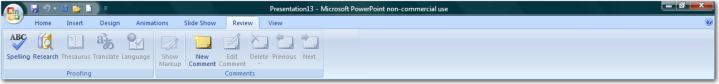 Presentation13 - Microsoft PowerPoint non-commercial use
Home Insert Design Animations Slide Show Review View
ABC
Spelling Research Thesaurus Translate Language Show Markup New Comment Edit Comment Delete Previous Next
Proofing Comments